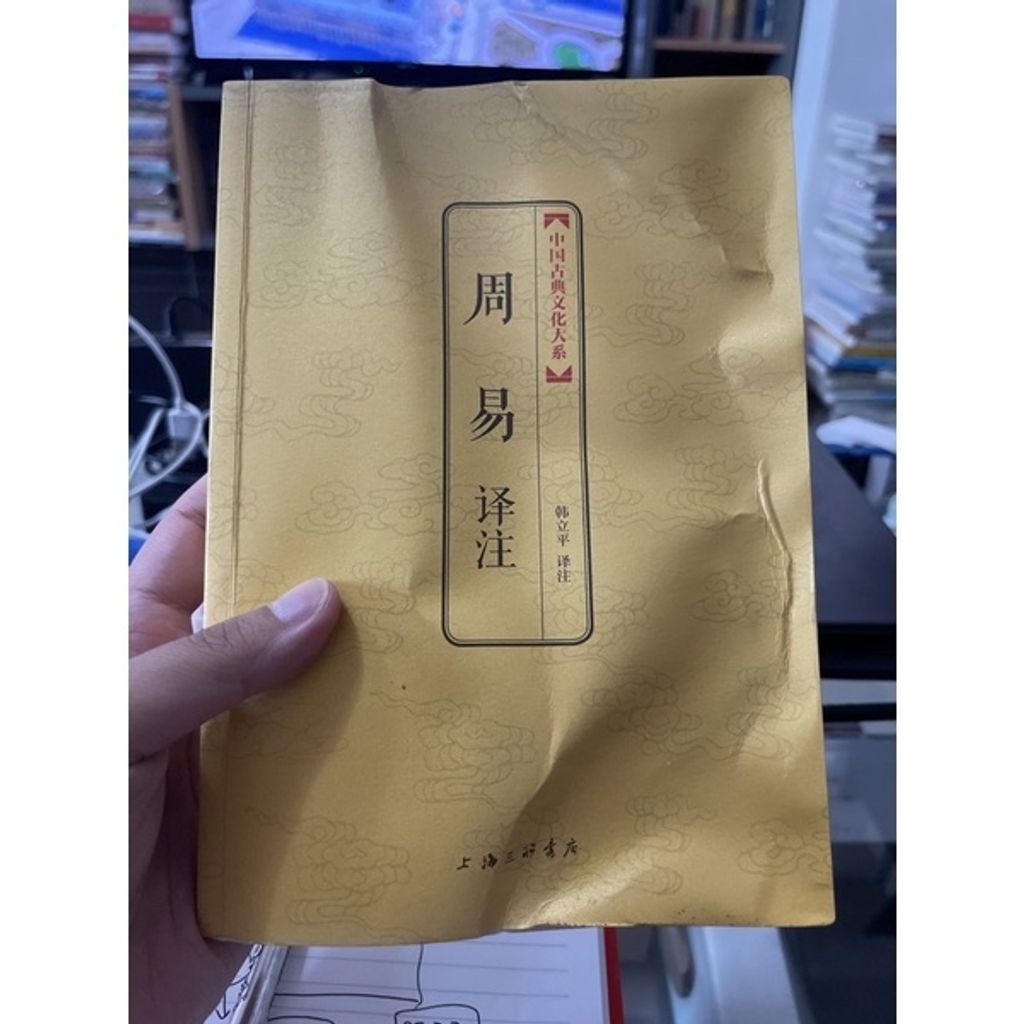 中国古典文化大系
周易译注
韩立平 译注
上海三联书店